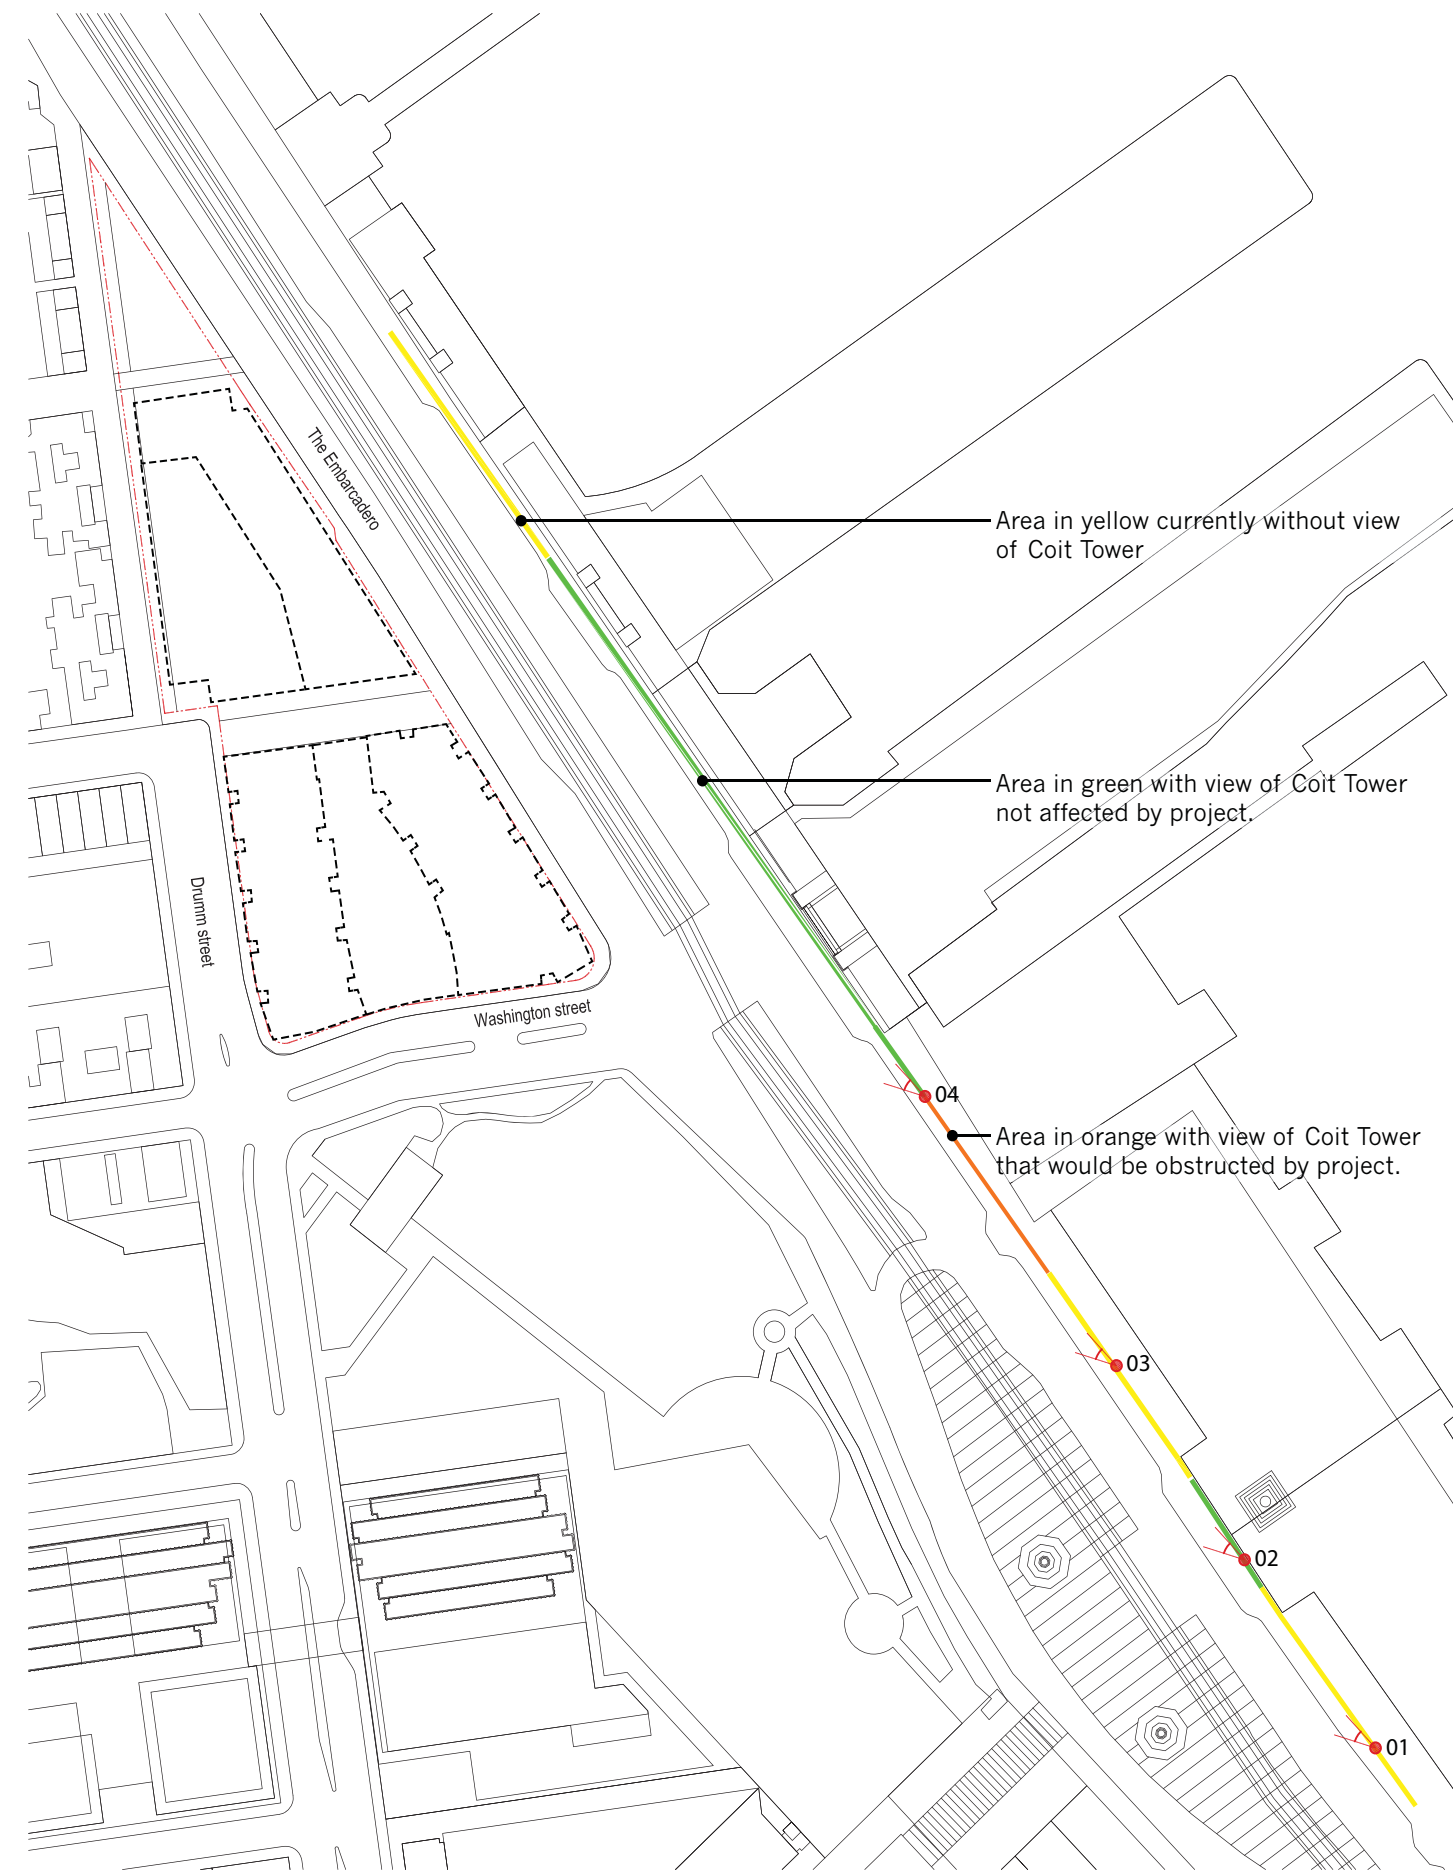 The Embarcadero
Area in yellow currently without view
of Coit Tower
Area in green with view of Coit Tower
not affected by project.
Drumm street
Washington street
04
Area in orange with view of Coit Tower
that would be obstructed by project.
03
02
01